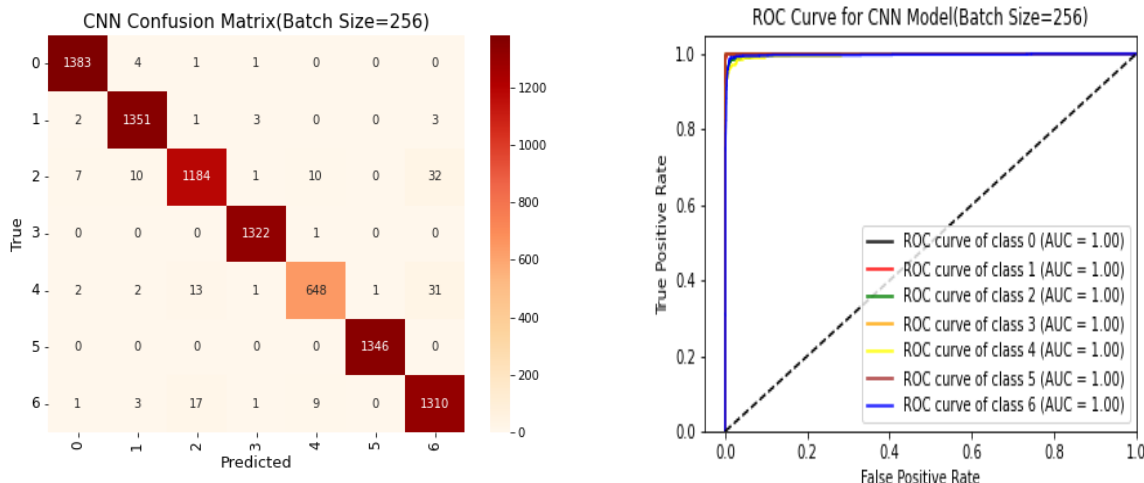 CNN Confusion Matrix(Batch Size=256)
0 1383 4 1 1 0 0 0
1 2 1351 1 3 0 0 3
2 7 10 1184 1 10 0 32
3 0 0 0 1322 1 0 0
4 2 2 13 1 648 1 31
5 0 0 0 0 0 1346 0
6 1 3 17 1 9 0 1310
0 1 2 3 4 5 6
Predicted
True
1200
1000
800
600
400
200
0
ROC Curve for CNN Model(Batch Size=256)
1.0
0.8
0.6
0.4
0.2
0.0
True Positive Rate
ROC curve of class 0 (AUC = 1.00)
ROC curve of class 1 (AUC = 1.00)
ROC curve of class 2 (AUC = 1.00)
ROC curve of class 3 (AUC = 1.00)
ROC curve of class 4 (AUC = 1.00)
ROC curve of class 5 (AUC = 1.00)
ROC curve of class 6 (AUC = 1.00)
0.0 0.2 0.4 0.6 0.8 1.0
False Positive Rate